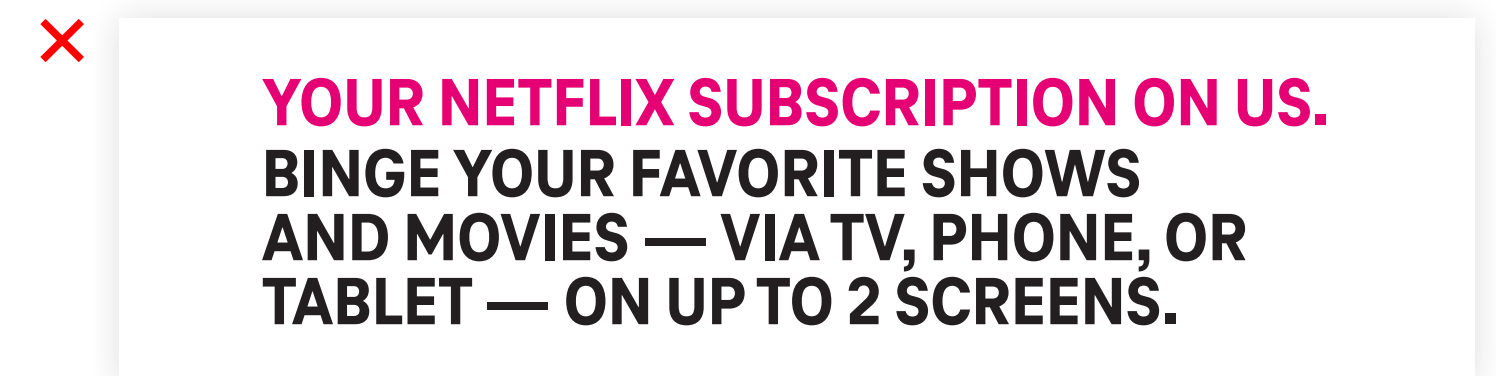 YOUR NETFLIX SUBSCRIPTION ON US.
BINGE YOUR FAVORITE SHOWS
AND MOVIES — VIA TV, PHONE, OR
TABLET — ON UP TO 2 SCREENS.